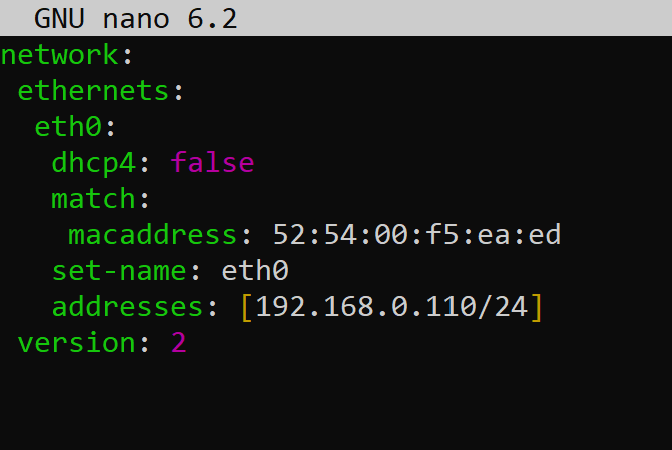 GNU nano 6.2
network:
 ethernets:
  eth0:
   dhcp4: false
   match:
    macaddress: 52:54:00:f5:ea:ed
   set-name: eth0
   addresses: [192.168.0.110/24]
 version: 2